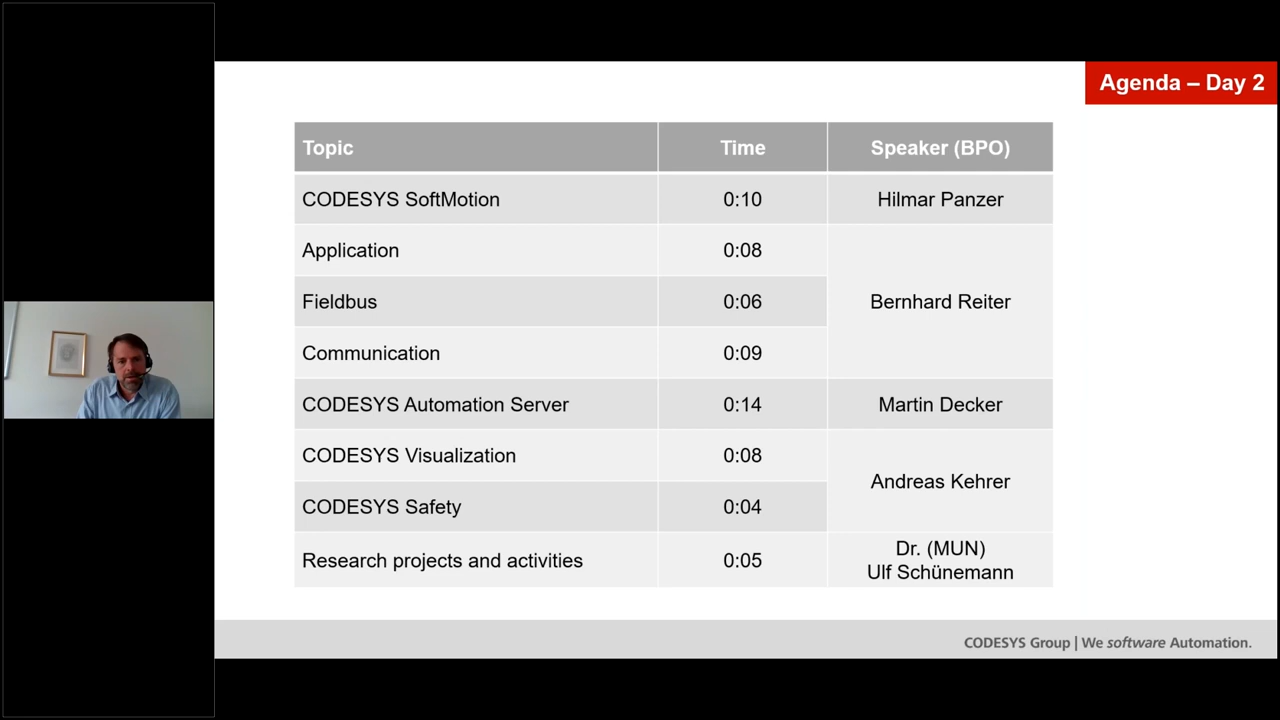 Agenda – Day 2
Topic Time Speaker (BPO)
CODESYS SoftMotion 0:10 Hilmar Panzer
Application 0:08
Fieldbus 0:06 Bernhard Reiter
Communication 0:09
CODESYS Automation Server 0:14 Martin Decker
CODESYS Visualization 0:08
Andreas Kehrer
CODESYS Safety 0:04
Research projects and activities 0:05 Dr. (MUN)
Ulf Schünemann
CODESYS Group | We software Automation.